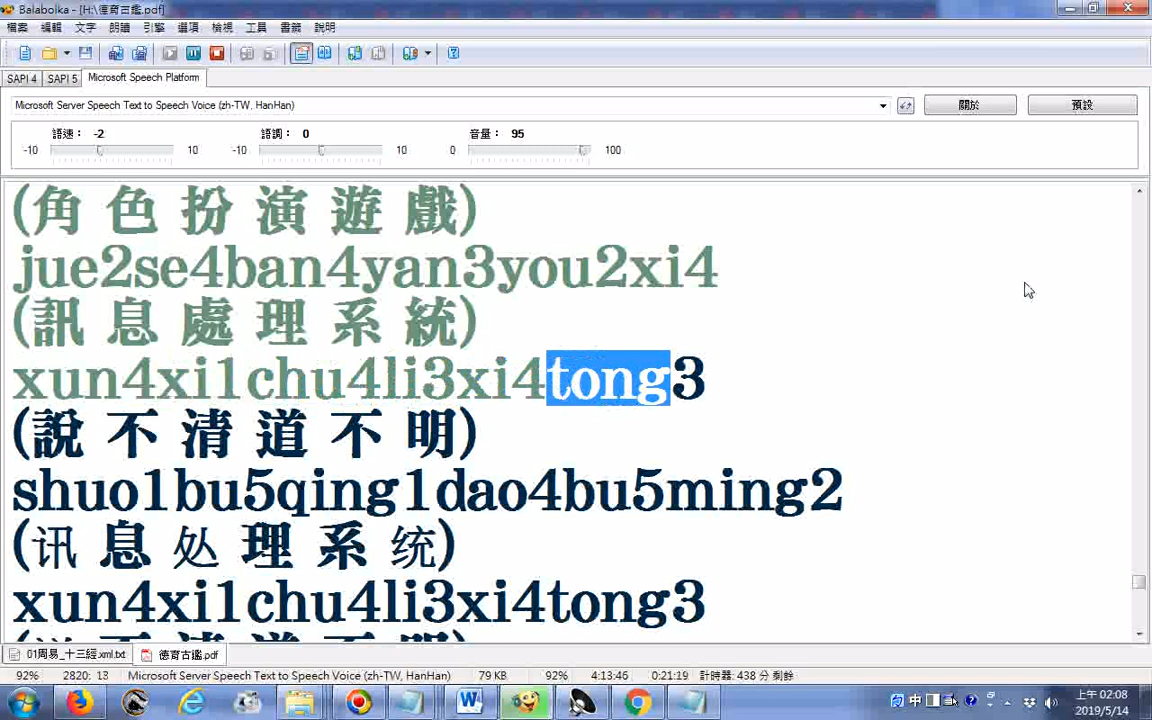 Balabolka - [H:\德育古鑑.pdf]
檔案 編輯 文字 朗讀 引擎 選項 檢視 工具 書籤 說明
SAPI 4 SAPI 5 Microsoft Speech Platform
Microsoft Server Speech Text to Speech Voice (zh-TW, HanHan) 關於 預設
語速： -2 語調： 0 音量： 95
-10 10 -10 10 0 100
(角 色 扮 演 遊 戲)
jue2se4ban4yan3you2xi4
(訊 息 處 理 系 統)
xun4xi1chu4li3xi4tong3
(說 不 清 道 不 明)
shuo1bu5qing1dao4bu5ming2
(讯 息 处 理 系 统)
xun4xi1chu4li3xi4tong3
01周易_十三經.xml.txt 德育古鑑.pdf
92% 2820: 13 Microsoft Server Speech Text to Speech Voice (zh-TW, HanHan) 79 KB 92% 4:13:46 0:21:19 計時器: 438 分 剩餘
中 上午 02:08
2019/5/14